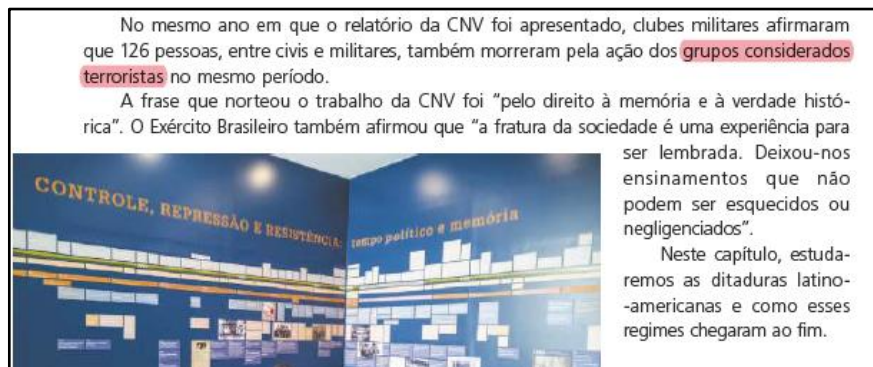 No mesmo ano em que o relatório da CNV foi apresentado, clubes militares afirmaram
que 126 pessoas, entre civis e militares, também morreram pela ação dos grupos considerados
terroristas no mesmo período.
A frase que norteou o trabalho da CNV foi “pelo direito à memória e à verdade histó-
rica”. O Exército Brasileiro também afirmou que “a fratura da sociedade é uma experiência para
ser lembrada. Deixou-nos
ensinamentos que não
podem ser esquecidos ou
negligenciados”.
Neste capítulo, estuda-
remos as ditaduras latino-
-americanas e como esses
regimes chegaram ao fim.
CONTROLE, REPRESSÃO E RESISTÊNCIA: tempo político e memória